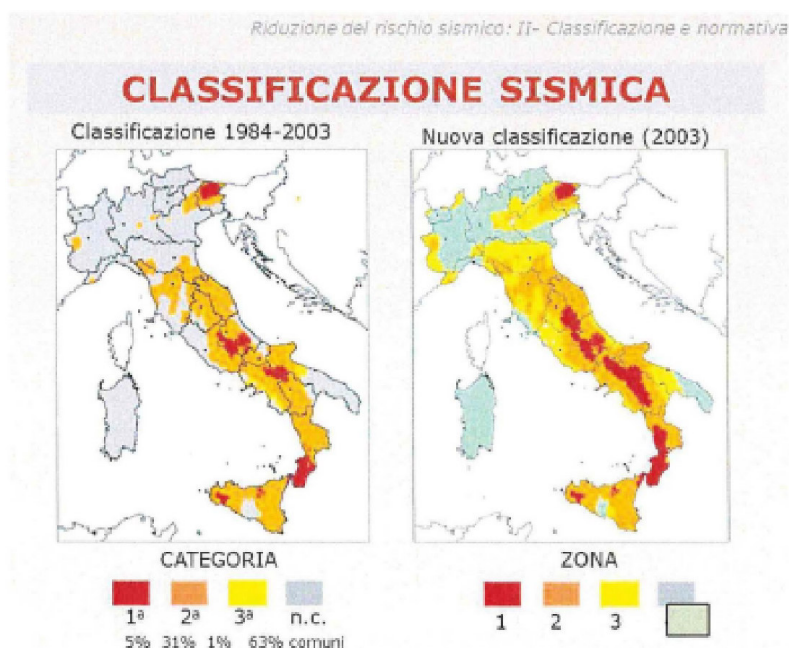 Riduzione del rischio sismico: II- Classificazione e normativa
CLASSIFICAZIONE SISMICA
Classificazione 1984-2003
Nuova classificazione (2003)
CATEGORIA
1ª 2ª 3ª n.c.
5% 31% 1% 63% comuni
ZONA
1 2 3